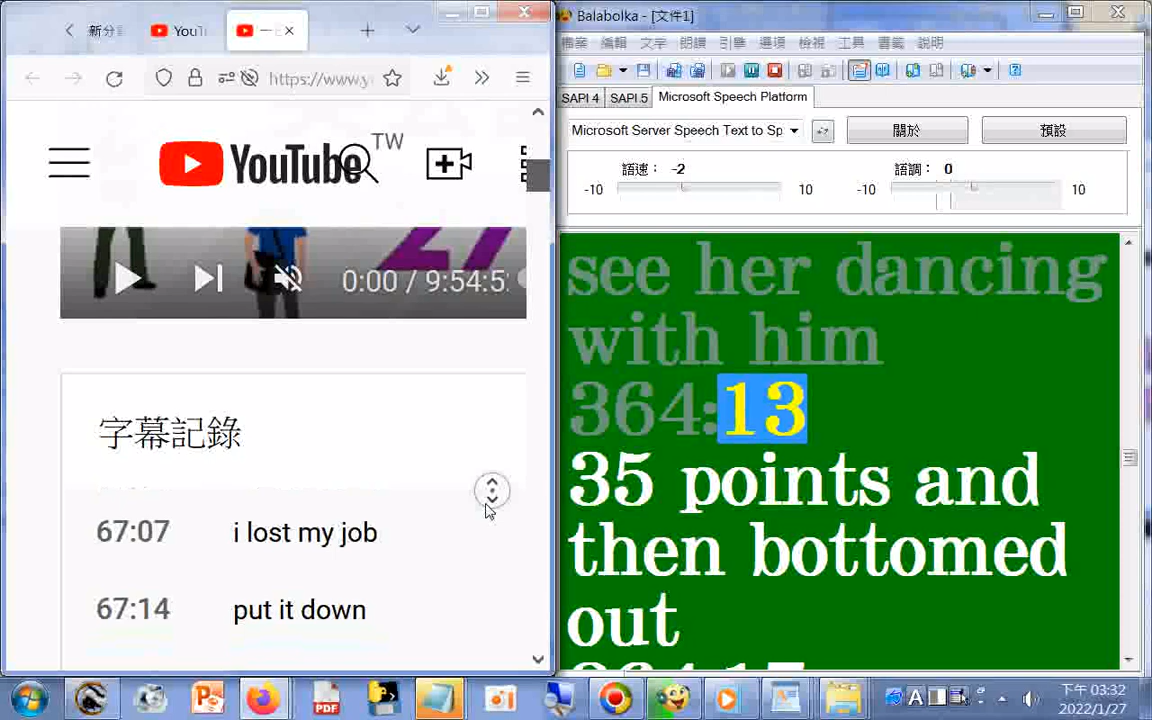 新分
YouT
https://www.y
YouTube
TW
27
0:00 / 9:54:5
字幕記錄
67:07 i lost my job
67:14 put it down
Balabolka - [文件1]
檔案 編輯 文字 朗讀 引擎 選項 檢視 工具 書籤 說明
SAPI 4 SAPI 5 Microsoft Speech Platform
Microsoft Server Speech Text to Sp
關於
預設
語速： -2
語調： 0
-10 10 -10 10
see her dancing
with him
364:13
35 points and
then bottomed
out
364:17
PDF
A
下午 03:32
2022/1/27